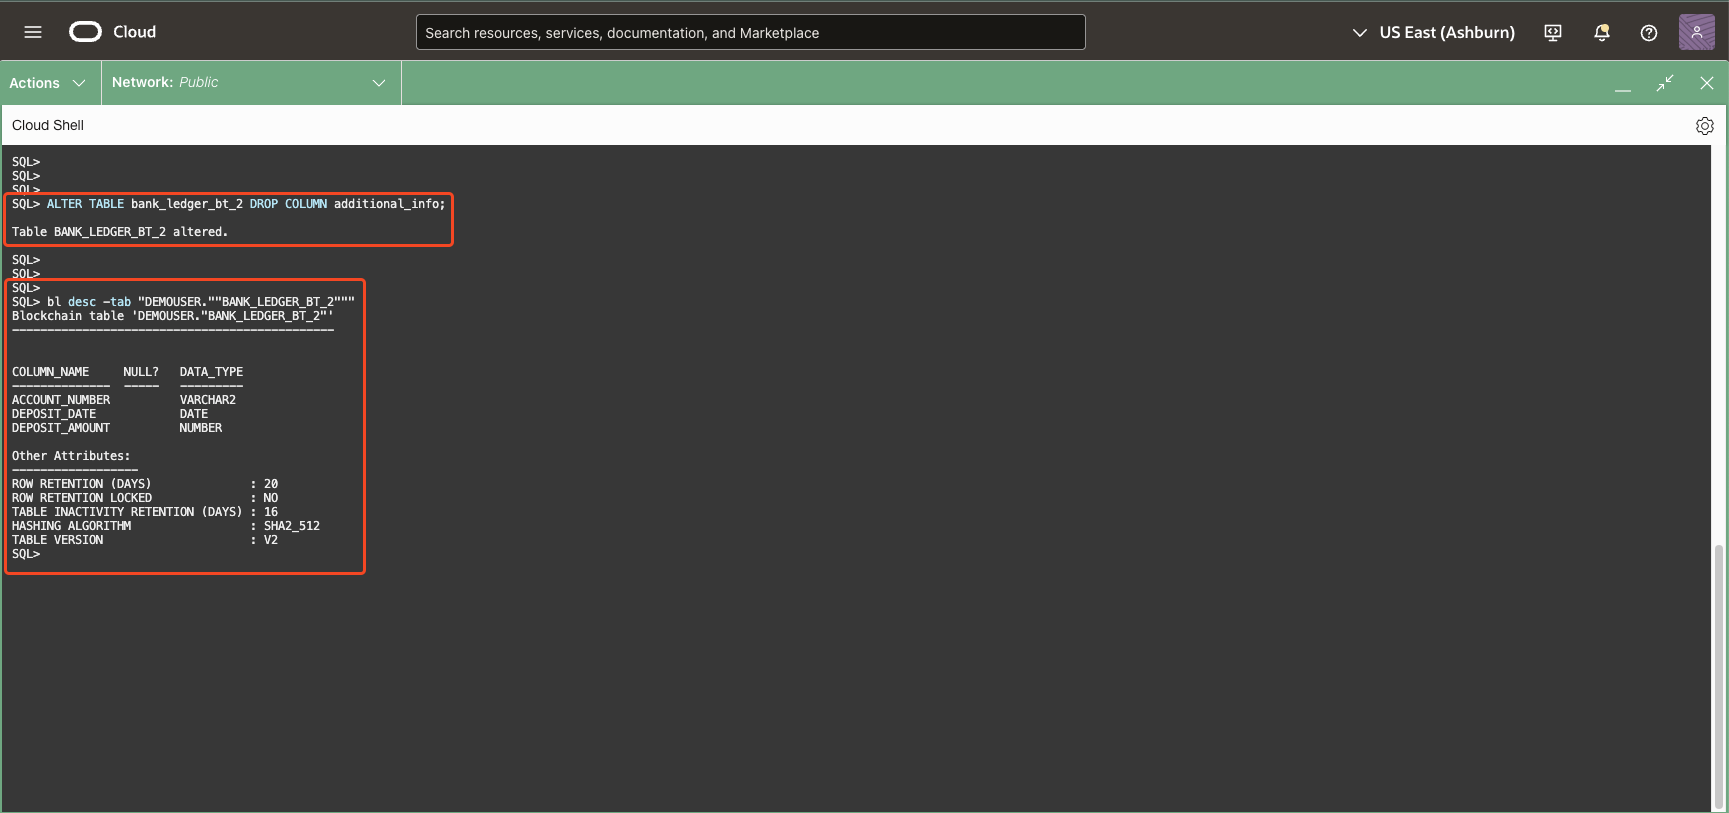 Cloud
Search resources, services, documentation, and Marketplace
US East (Ashburn)
Actions
Network: Public
Cloud Shell
SQL>
SQL>
SQL>
SQL> ALTER TABLE bank_ledger_bt_2 DROP COLUMN additional_info;
Table BANK_LEDGER_BT_2 altered.
SQL>
SQL>
SQL>
SQL> bl desc -tab "DEMOUSER.""BANK_LEDGER_BT_2"""
Blockchain table 'DEMOUSER."BANK_LEDGER_BT_2"'
----------------------------------------------
COLUMN_NAME     NULL?   DATA_TYPE
--------------  -----   ---------
ACCOUNT_NUMBER          VARCHAR2
DEPOSIT_DATE            DATE
DEPOSIT_AMOUNT          NUMBER
Other Attributes:
------------------
ROW RETENTION (DAYS)              : 20
ROW RETENTION LOCKED              : NO
TABLE INACTIVITY RETENTION (DAYS) : 16
HASHING ALGORITHM                 : SHA2_512
TABLE VERSION                     : V2
SQL>